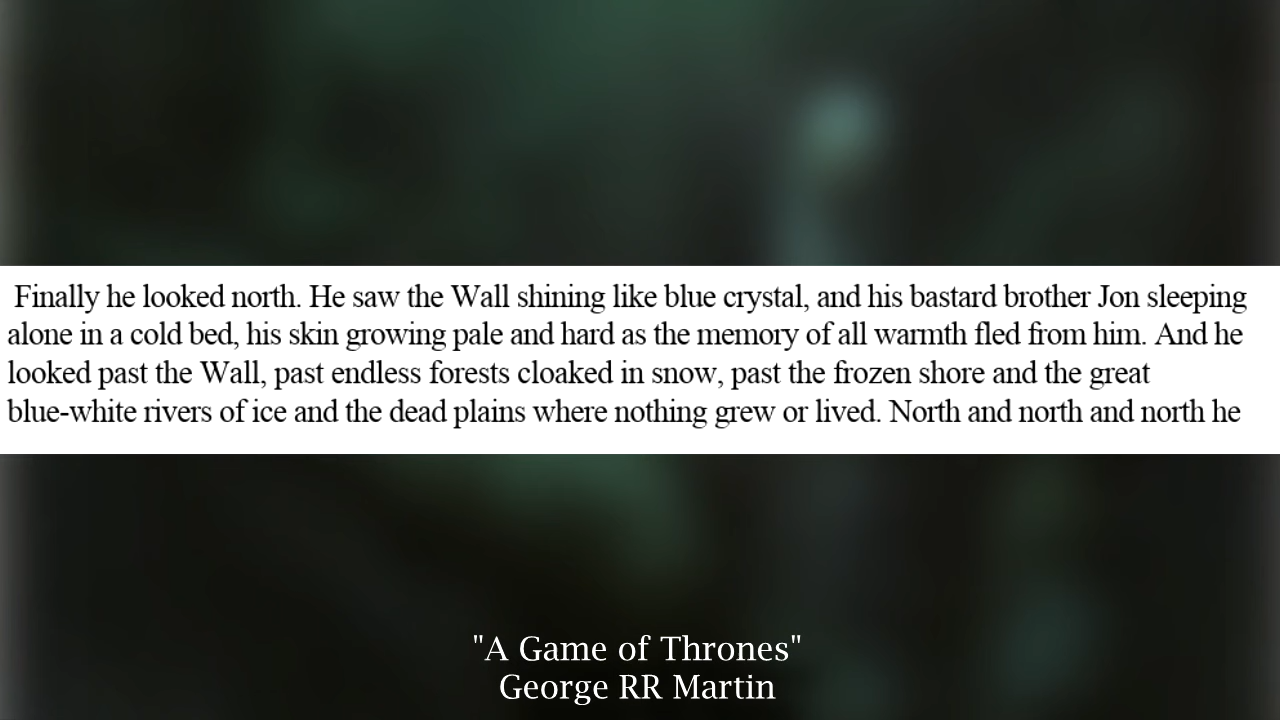 Finally he looked north. He saw the Wall shining like blue crystal, and his bastard brother Jon sleeping
alone in a cold bed, his skin growing pale and hard as the memory of all warmth fled from him. And he
looked past the Wall, past endless forests cloaked in snow, past the frozen shore and the great
blue-white rivers of ice and the dead plains where nothing grew or lived. North and north and north he
"A Game of Thrones"
George RR Martin